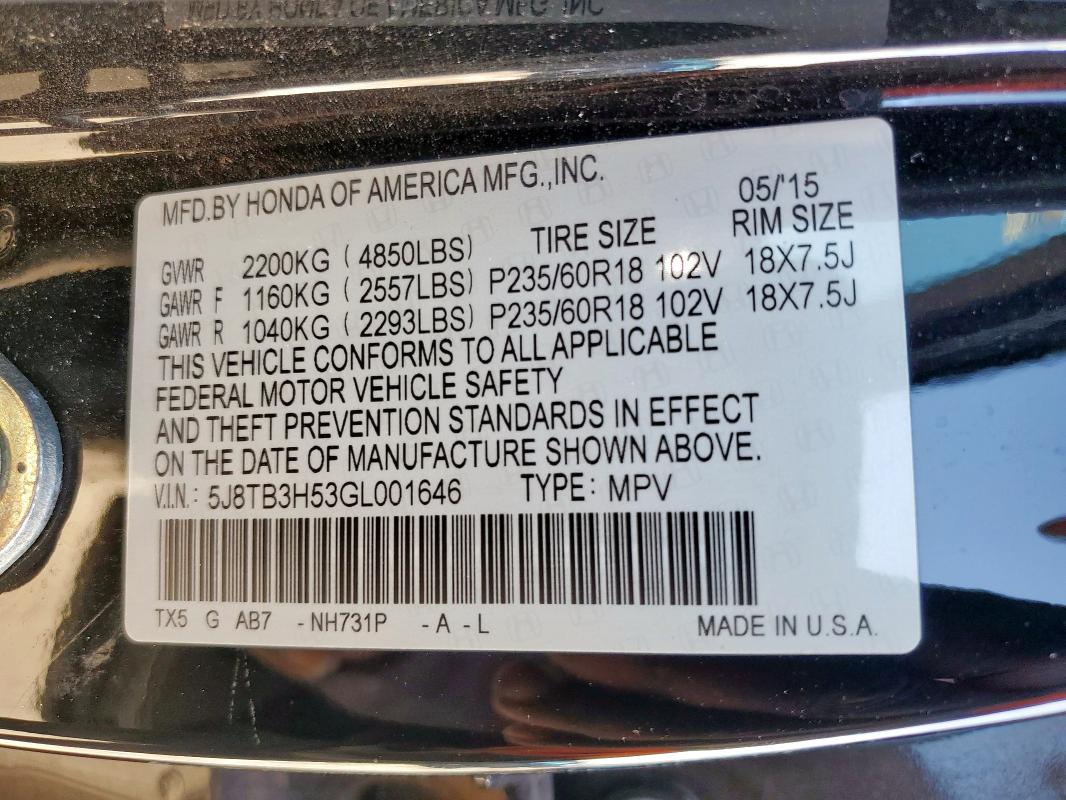 MFD.BY HONDA OF AMERICA MFG.,INC. 05/'15
TIRE SIZE RIM SIZE
GVWR 2200KG ( 4850LBS)
GAWR F 1160KG ( 2557LBS) P235/60R18 102V 18X7.5J
GAWR R 1040KG ( 2293LBS) P235/60R18 102V 18X7.5J
THIS VEHICLE CONFORMS TO ALL APPLICABLE
FEDERAL MOTOR VEHICLE SAFETY
AND THEFT PREVENTION STANDARDS IN EFFECT
ON THE DATE OF MANUFACTURE SHOWN ABOVE.
V.I.N.: 5J8TB3H53GL001646 TYPE: MPV
TX5 G AB7 -NH731P -A -L MADE IN U.S.A.